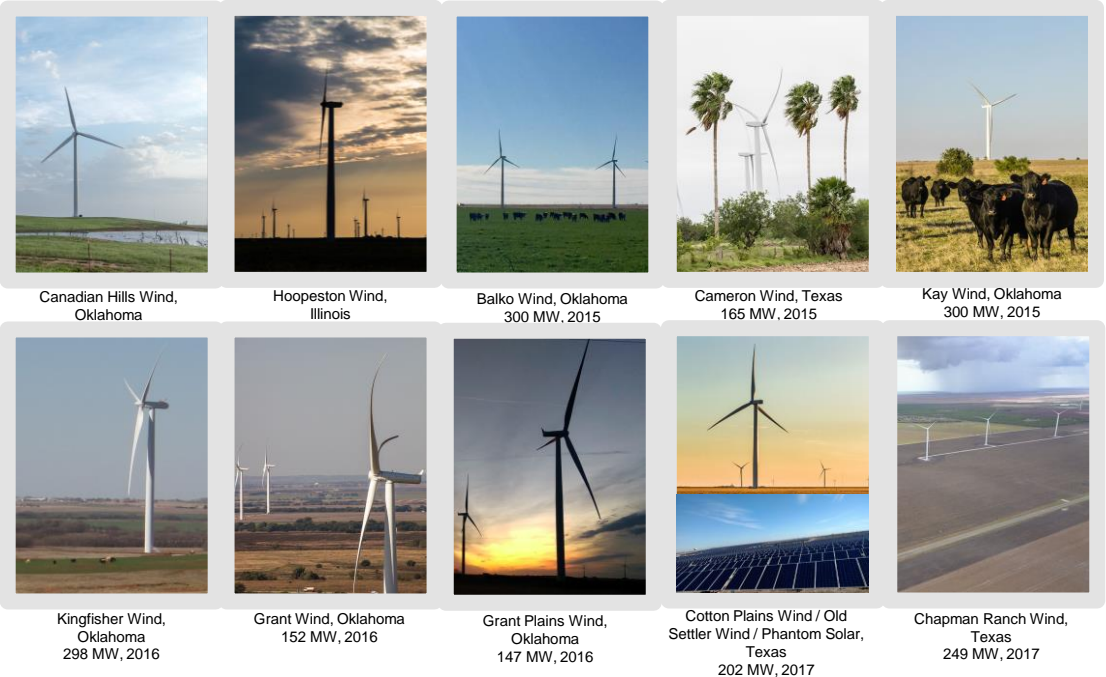 Canadian Hills Wind,
Oklahoma
Hoopeston Wind,
Illinois
Balko Wind, Oklahoma
300 MW, 2015
Cameron Wind, Texas
165 MW, 2015
Kay Wind, Oklahoma
300 MW, 2015
Kingfisher Wind,
Oklahoma
298 MW, 2016
Grant Wind, Oklahoma
152 MW, 2016
Grant Plains Wind,
Oklahoma
147 MW, 2016
Cotton Plains Wind / Old
Settler Wind / Phantom Solar,
Texas
202 MW, 2017
Chapman Ranch Wind,
Texas
249 MW, 2017